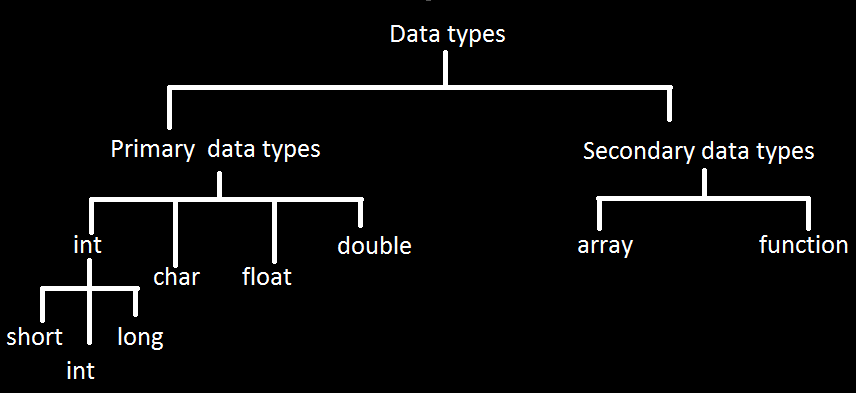 Data types
Primary data types
Secondary data types
int
double
array
function
char
float
short
long
int